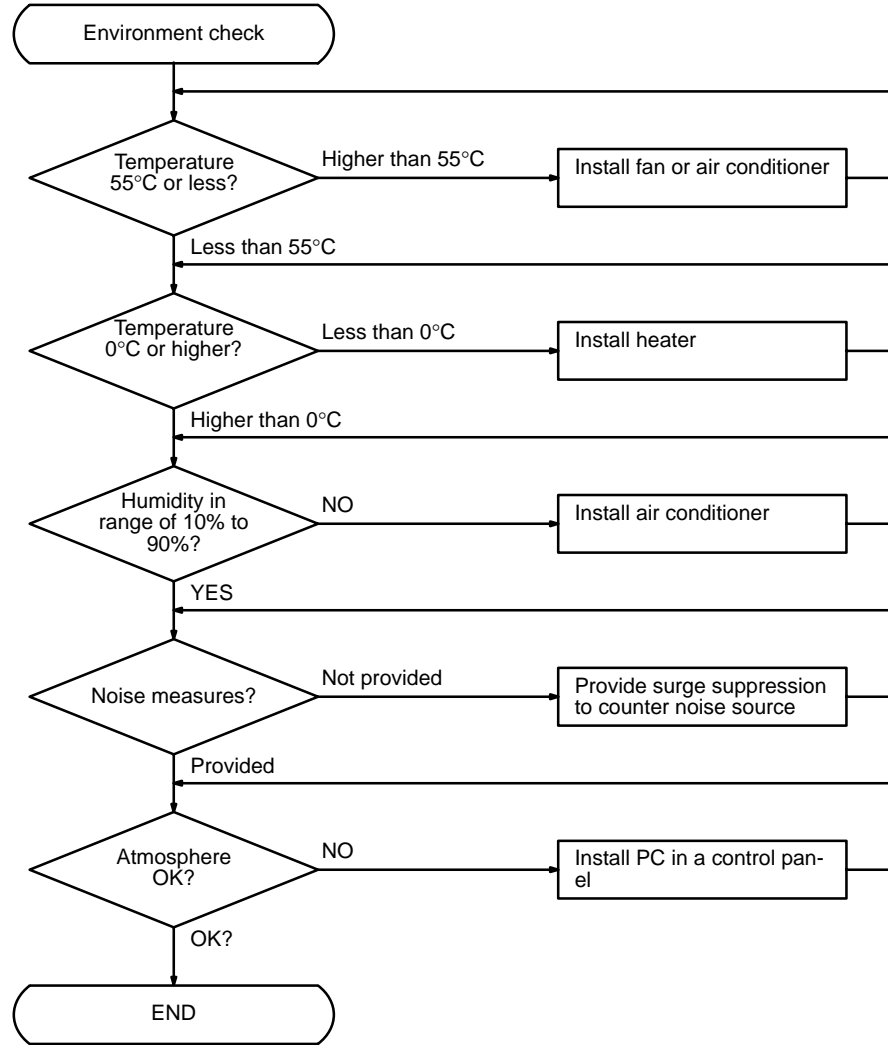 Environment check
Temperature
55°C or less?
Higher than 55°C
Install fan or air conditioner
Less than 55°C
Temperature
0°C or higher?
Less than 0°C
Install heater
Higher than 0°C
Humidity in
range of 10% to
90%?
NO
Install air conditioner
YES
Noise measures?
Not provided
Provide surge suppression
to counter noise source
Provided
Atmosphere
OK?
NO
Install PC in a control pan-
el
OK?
END